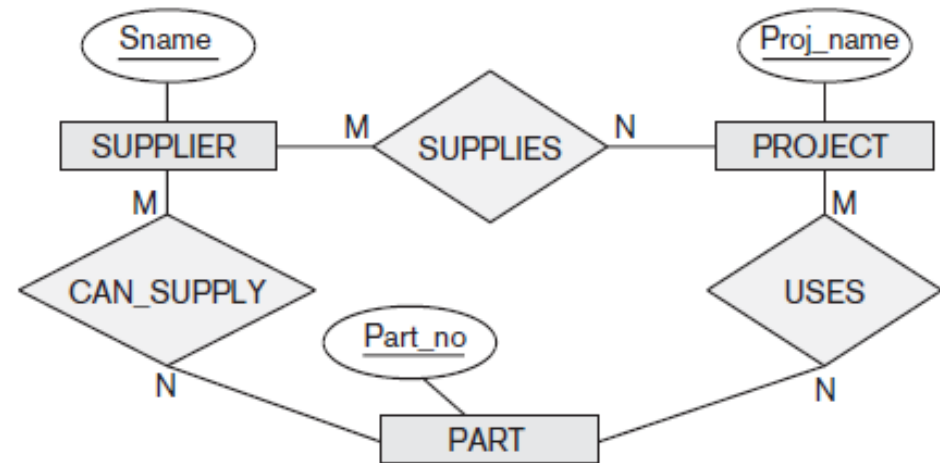 Sname
Proj_name
SUPPLIER
M
SUPPLIES
N
PROJECT
M
M
CAN_SUPPLY
USES
Part_no
N
N
PART